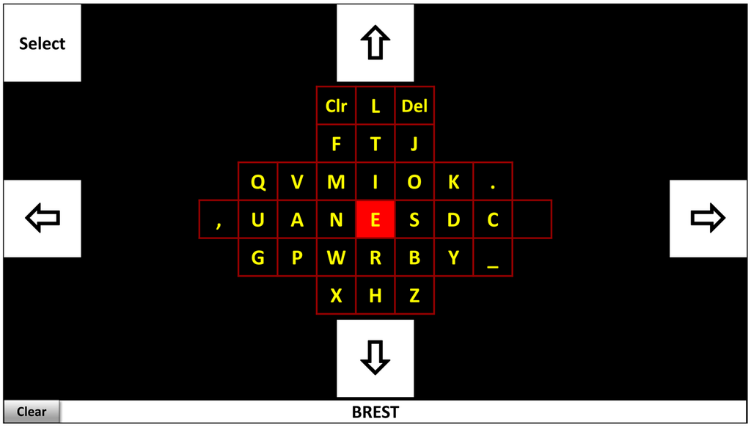 Select
Clr L Del
F T J
Q V M I O K .
, U A N E S D C
G P W R B Y _
X H Z
Clear BREST